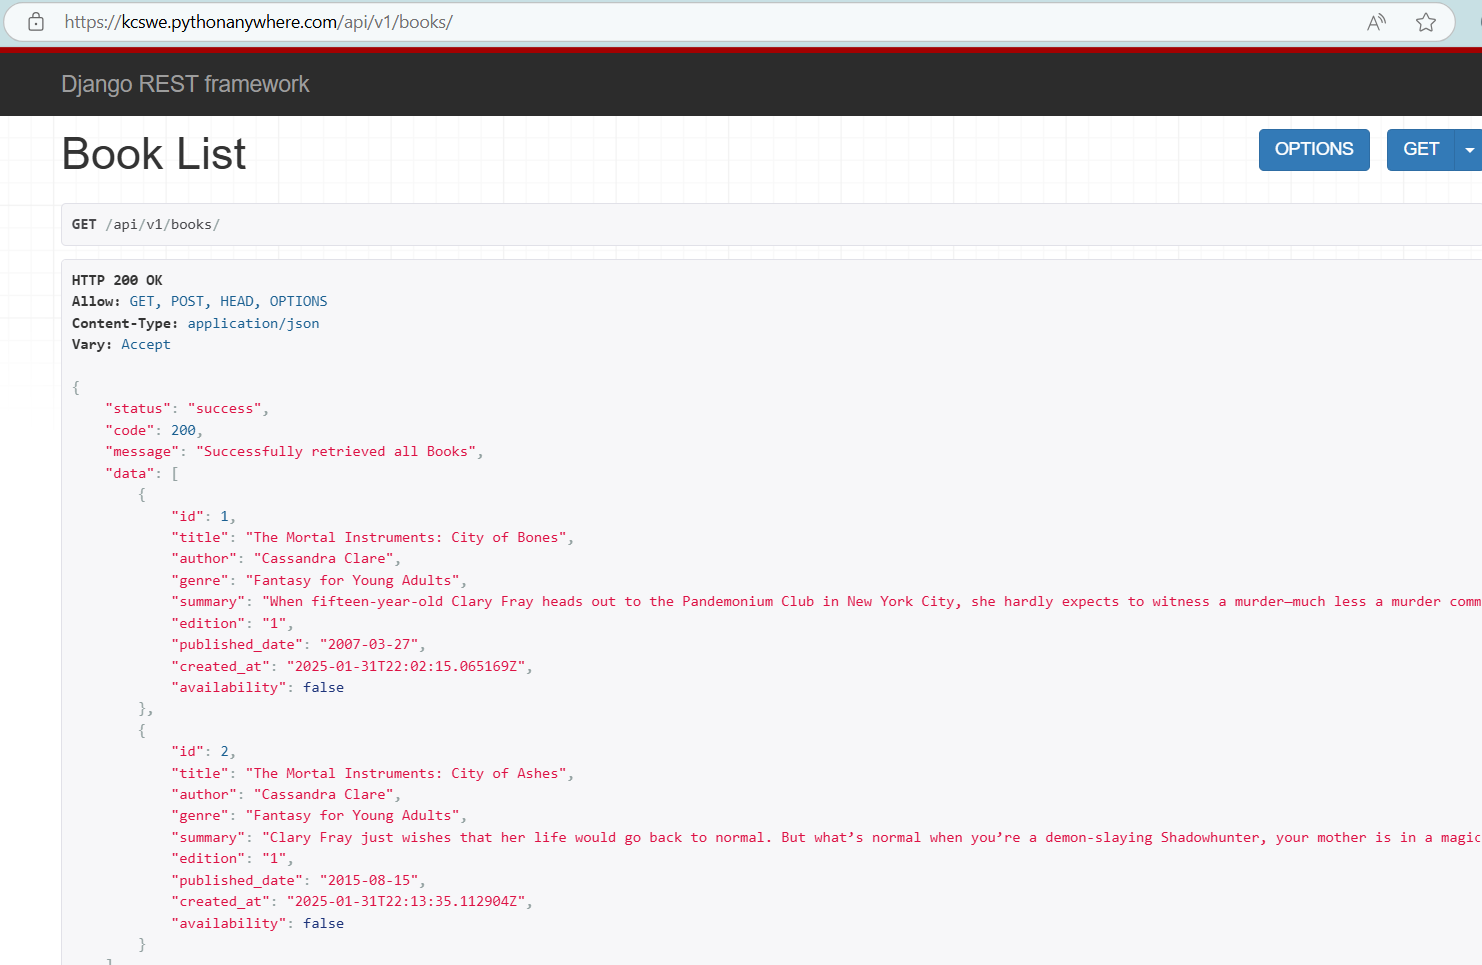 https://kcswe.pythonanywhere.com/api/v1/books/
Django REST framework
Book List
OPTIONS
GET
GET /api/v1/books/
HTTP 200 OK
Allow: GET, POST, HEAD, OPTIONS
Content-Type: application/json
Vary: Accept
{
"status": "success",
"code": 200,
"message": "Successfully retrieved all Books",
"data": [
{
"id": 1,
"title": "The Mortal Instruments: City of Bones",
"author": "Cassandra Clare",
"genre": "Fantasy for Young Adults",
"summary": "When fifteen-year-old Clary Fray heads out to the Pandemonium Club in New York City, she hardly expects to witness a murder—much less a murder comm
"edition": "1",
"published_date": "2007-03-27",
"created_at": "2025-01-31T22:02:15.065169Z",
"availability": false
},
{
"id": 2,
"title": "The Mortal Instruments: City of Ashes",
"author": "Cassandra Clare",
"genre": "Fantasy for Young Adults",
"summary": "Clary Fray just wishes that her life would go back to normal. But what’s normal when you’re a demon-slaying Shadowhunter, your mother is in a magic
"edition": "1",
"published_date": "2015-08-15",
"created_at": "2025-01-31T22:13:35.112904Z",
"availability": false
}
]